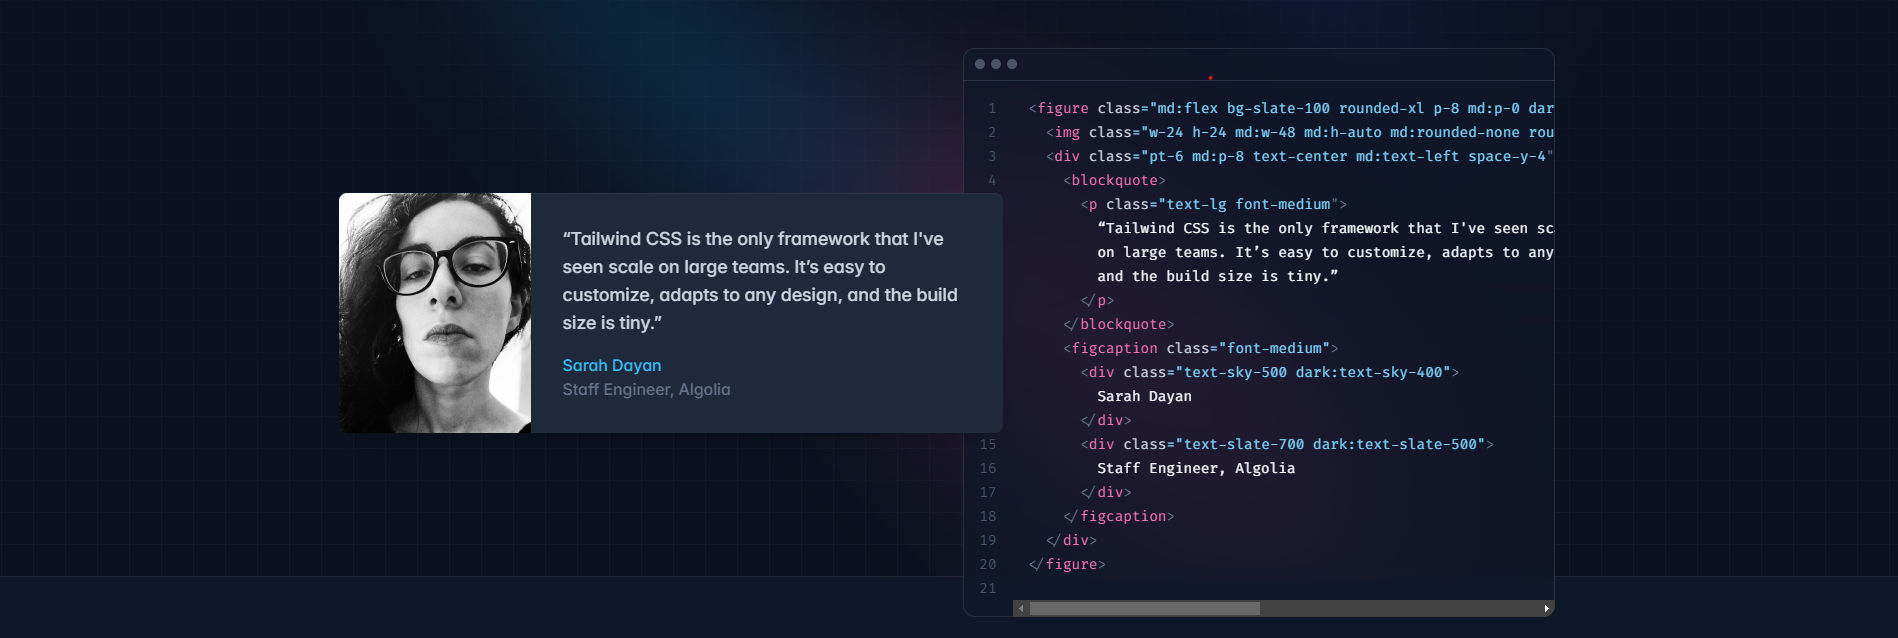 “Tailwind CSS is the only framework that I've
seen scale on large teams. It’s easy to
customize, adapts to any design, and the build
size is tiny.”
Sarah Dayan
Staff Engineer, Algolia
1 <figure class="md:flex bg-slate-100 rounded-xl p-8 md:p-0 dar
2 <img class="w-24 h-24 md:w-48 md:h-auto md:rounded-none rou
3 <div class="pt-6 md:p-8 text-center md:text-left space-y-4"
4 <blockquote>
<p class="text-lg font-medium">
“Tailwind CSS is the only framework that I've seen sc
on large teams. It’s easy to customize, adapts to any
and the build size is tiny.”
</p>
</blockquote>
<figcaption class="font-medium">
<div class="text-sky-500 dark:text-sky-400">
Sarah Dayan
</div>
15 <div class="text-slate-700 dark:text-slate-500">
16 Staff Engineer, Algolia
17 </div>
18 </figcaption>
19 </div>
20 </figure>
21